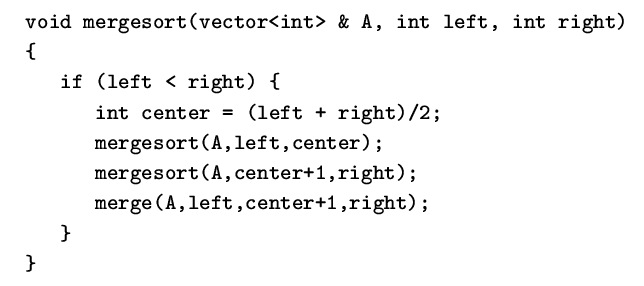 void mergesort(vector<int> & A, int left, int right)
{
   if (left < right) {
      int center = (left + right)/2;
      mergesort(A,left,center);
      mergesort(A,center+1,right);
      merge(A,left,center+1,right);
   }
}